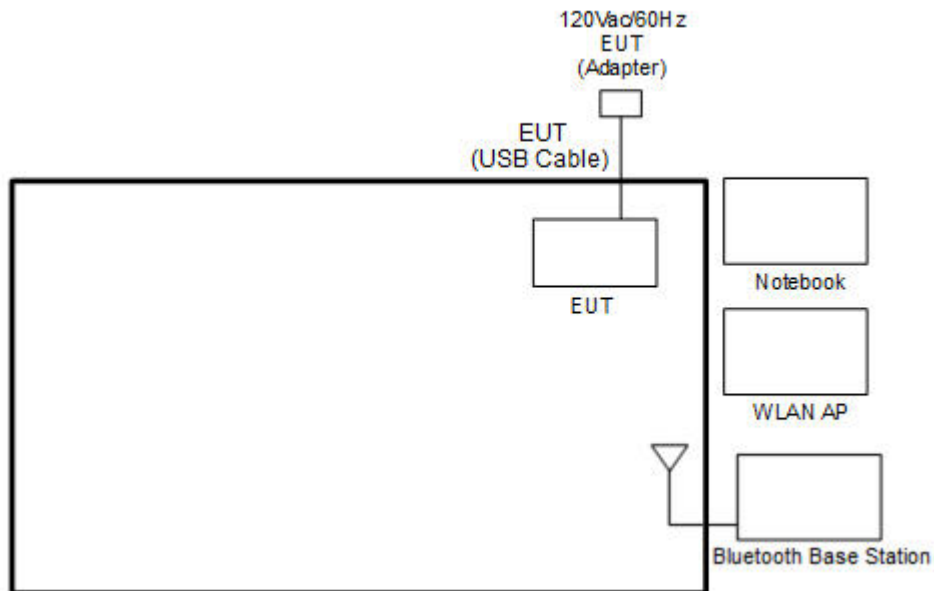 120Vac/60Hz
EUT
(Adapter)
EUT
(USB Cable)
EUT
Notebook
WLAN AP
Bluetooth Base Station